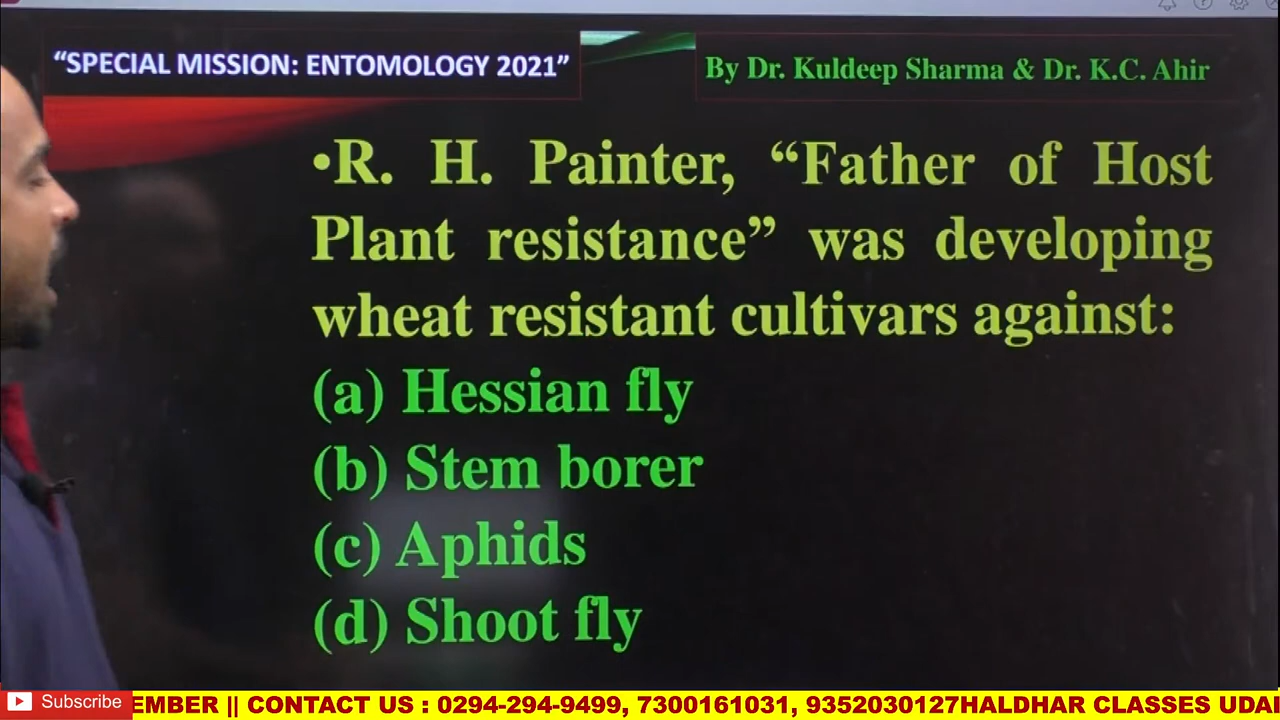 “SPECIAL MISSION: ENTOMOLOGY 2021”
By Dr. Kuldeep Sharma & Dr. K.C. Ahir
•R. H. Painter, “Father of Host
Plant resistance” was developing
wheat resistant cultivars against:
(a) Hessian fly
(b) Stem borer
(c) Aphids
(d) Shoot fly
Subscribe
EMBER || CONTACT US : 0294-294-9499, 7300161031, 9352030127HALDHAR CLASSES UDAI